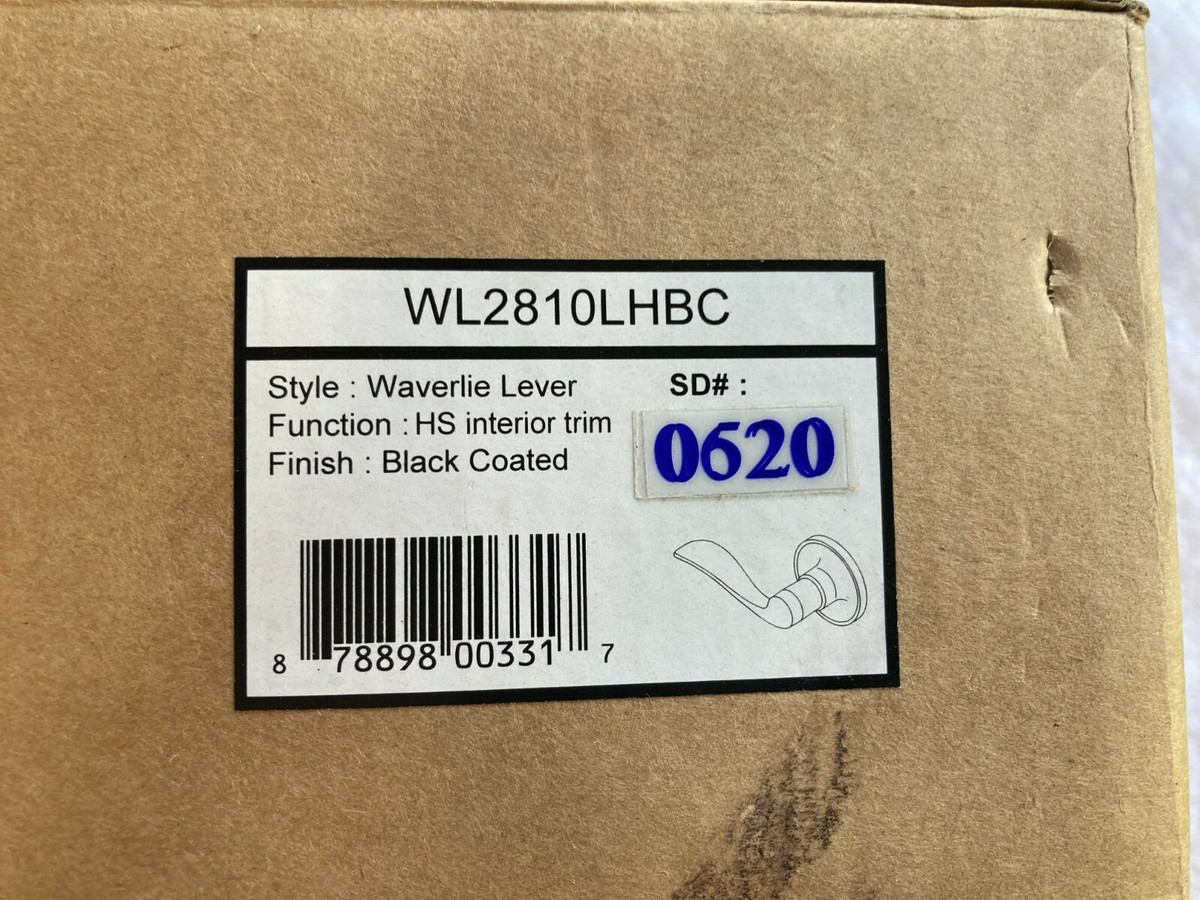 WL2810LHBC
Style : Waverlie Lever
Function : HS interior trim
Finish : Black Coated
SD# :
0620
8 78898 00331 7